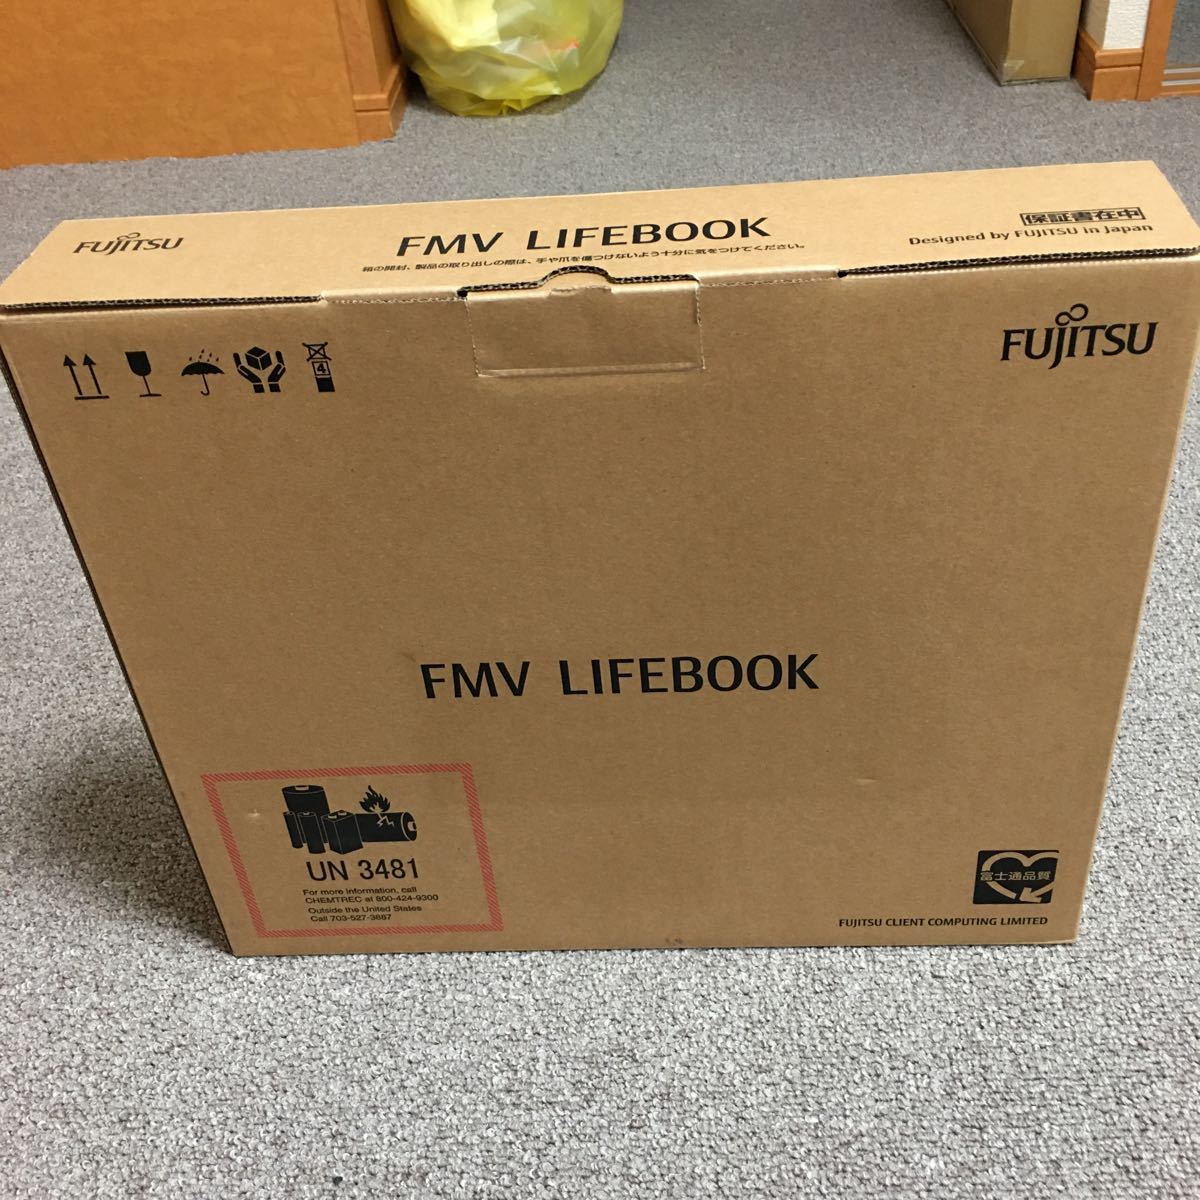 FUJITSU
FMV LIFEBOOK
保証書在中
Designed by FUJITSU in Japan
箱の開封、製品の取り出しの際は、手や爪を傷つけないよう十分に気をつけてください。
FUJITSU
4
FMV LIFEBOOK
UN 3481
For more information, call
CHEMTREC at 800-424-9300
Outside the United States
Call 703-527-3887
富士通品質
FUJITSU CLIENT COMPUTING LIMITED